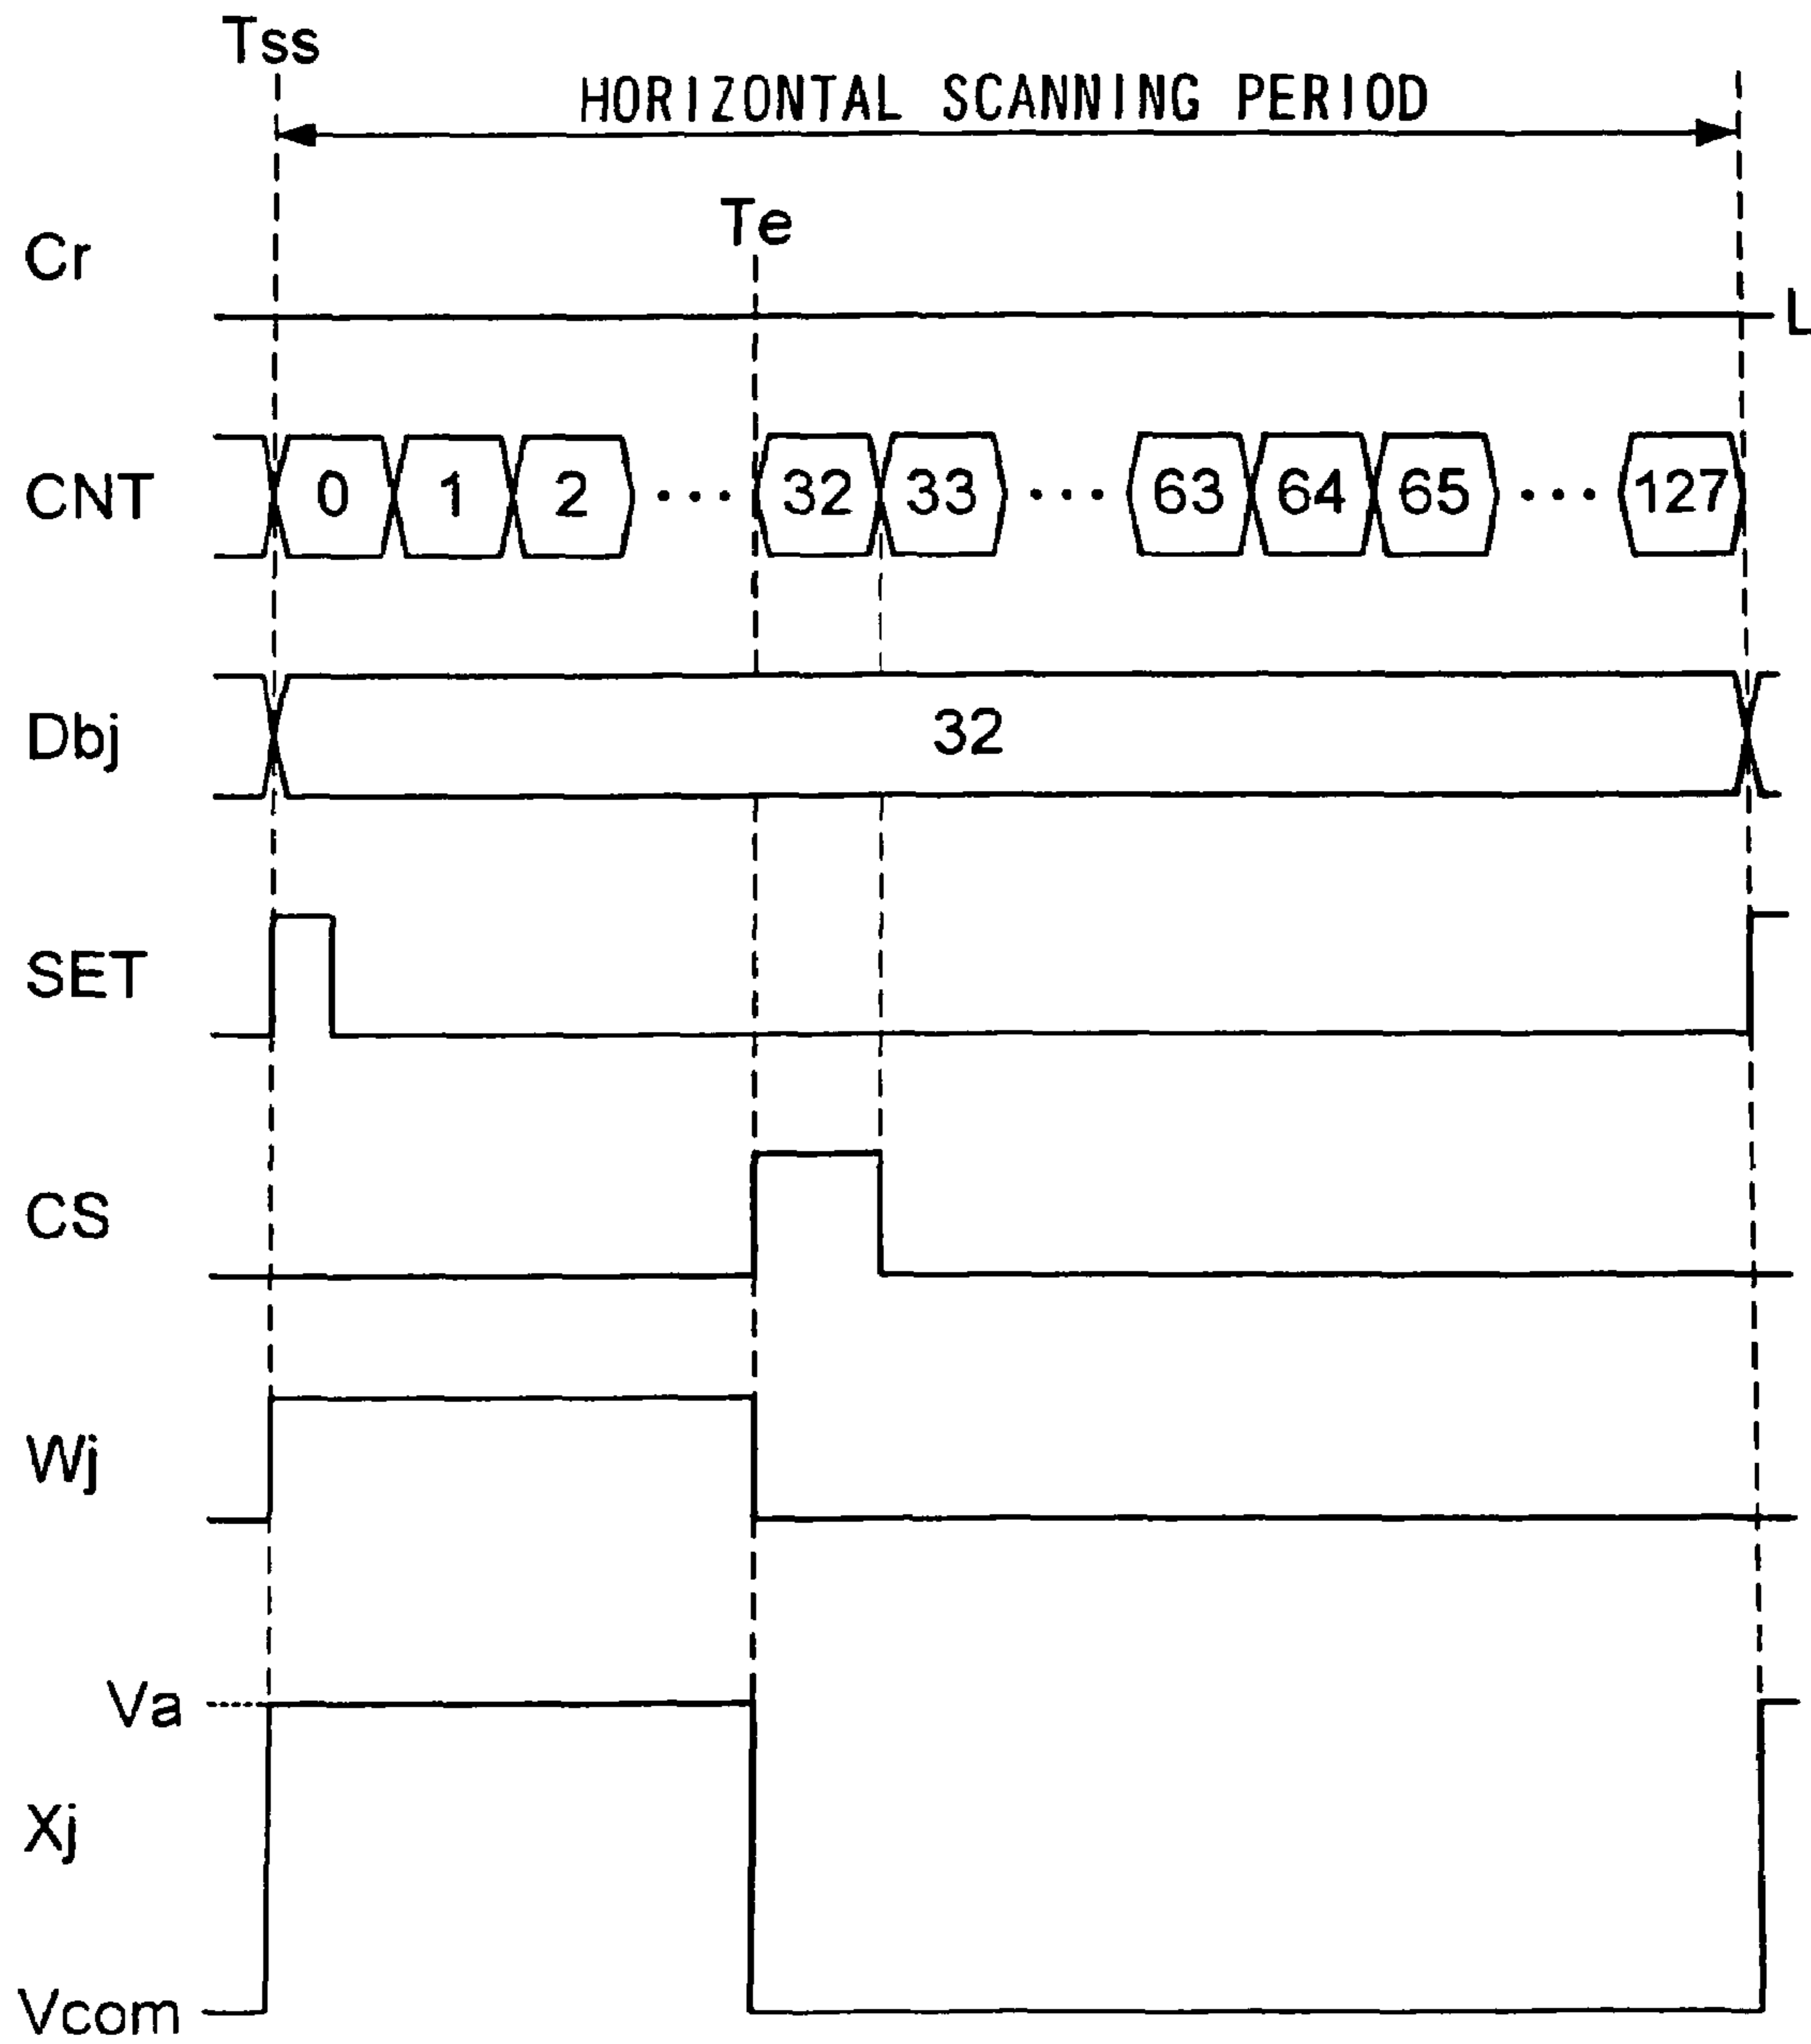 Tss
HORIZONTAL SCANNING PERIOD
Te
Cr
L
CNT 0 1 2 ... 32 33 ... 63 64 65 ... 127
Dbj 32
SET
CS
Wj
Va
Xj
Vcom